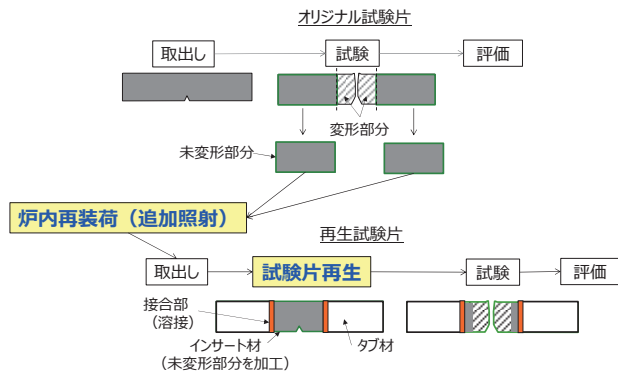 オリジナル試験片
取出し
試験
評価
変形部分
未変形部分
炉内再装荷（追加照射）
再生試験片
取出し
試験片再生
試験
評価
接合部
（溶接）
インサート材
（未変形部分を加工）
タブ材